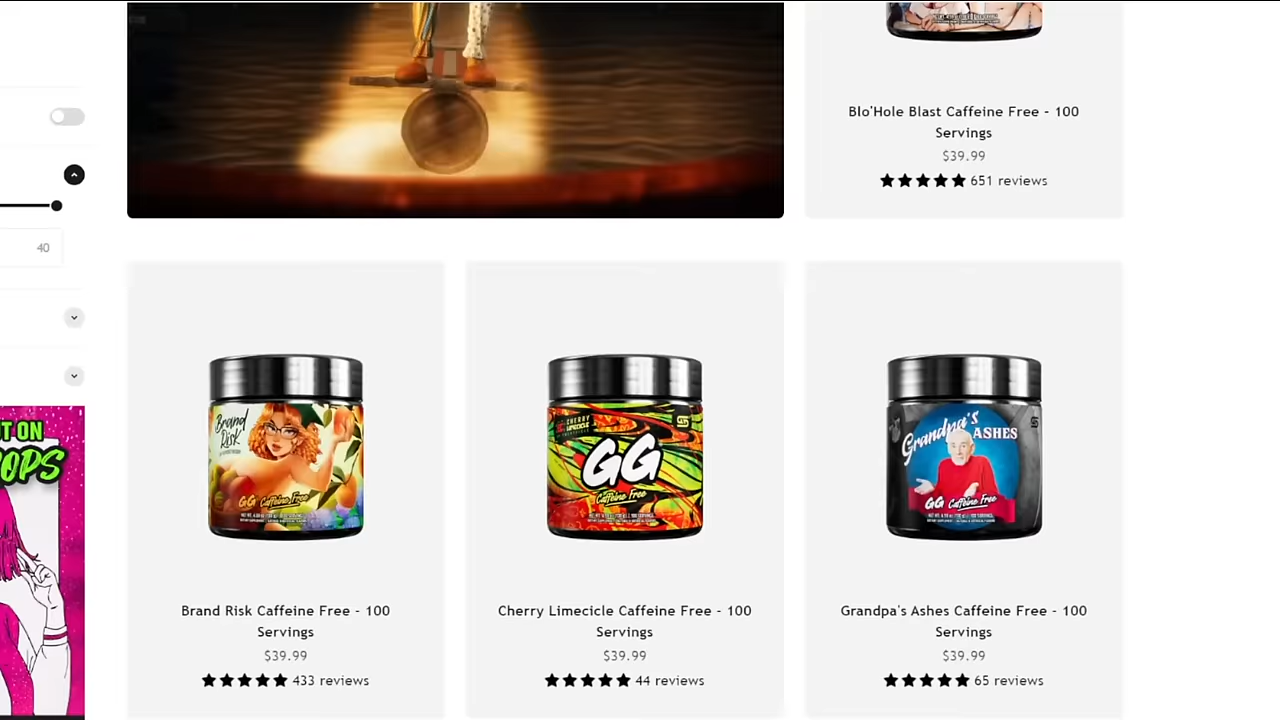 Blo'Hole Blast Caffeine Free - 100
Servings
$39.99
651 reviews
40
T ON
OPS
Brand
Risk
GG Caffeine Free
Brand Risk Caffeine Free - 100
Servings
$39.99
433 reviews
CHERRY
LIMECICLE
GG
Caffeine Free
Cherry Limecicle Caffeine Free - 100
Servings
$39.99
44 reviews
Grandpa's
ASHES
GG Caffeine Free
Grandpa's Ashes Caffeine Free - 100
Servings
$39.99
65 reviews